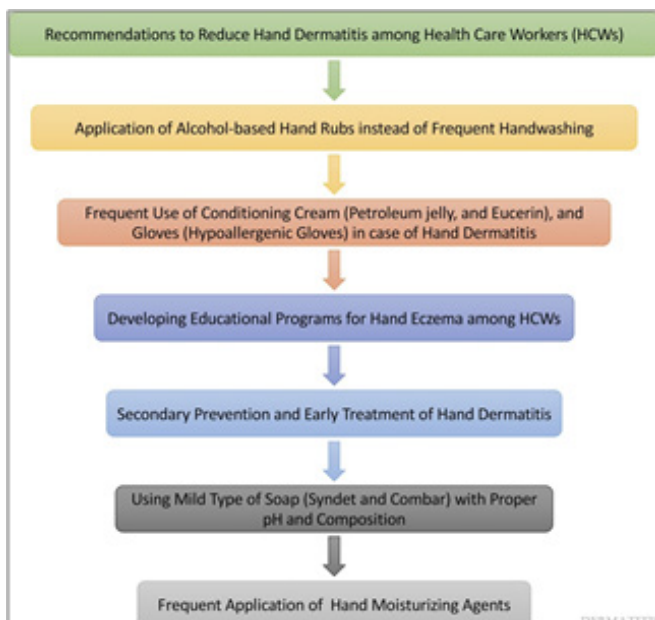 Recommendations to Reduce Hand Dermatitis among Health Care Workers (HCWs)
Application of Alcohol-based Hand Rubs instead of Frequent Handwashing
Frequent Use of Conditioning Cream (Petroleum jelly, and Eucerin), and
Gloves (Hypoallergenic Gloves) in case of Hand Dermatitis
Developing Educational Programs for Hand Eczema among HCWs
Secondary Prevention and Early Treatment of Hand Dermatitis
Using Mild Type of Soap (Syndet and Combar) with Proper
pH and Composition
Frequent Application of Hand Moisturizing Agents